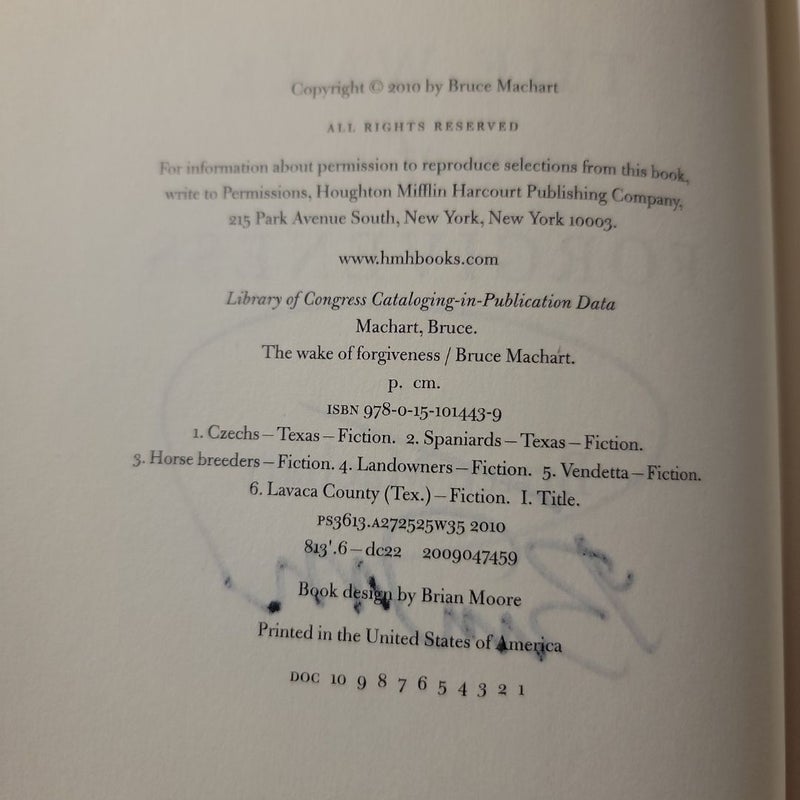 Copyright © 2010 by Bruce Machart
ALL RIGHTS RESERVED
For information about permission to reproduce selections from this book,
write to Permissions, Houghton Mifflin Harcourt Publishing Company,
215 Park Avenue South, New York, New York 10003.
www.hmhbooks.com
Library of Congress Cataloging-in-Publication Data
Machart, Bruce.
The wake of forgiveness / Bruce Machart.
p. cm.
ISBN 978-0-15-101443-9
1. Czechs—Texas—Fiction. 2. Spaniards—Texas—Fiction.
3. Horse breeders—Fiction. 4. Landowners—Fiction. 5. Vendetta—Fiction.
6. Lavaca County (Tex.)—Fiction. I. Title.
PS3613.A272525W35 2010
813'.6—dc22 2009047459
Book design by Brian Moore
Printed in the United States of America
DOC 10 9 8 7 6 5 4 3 2 1